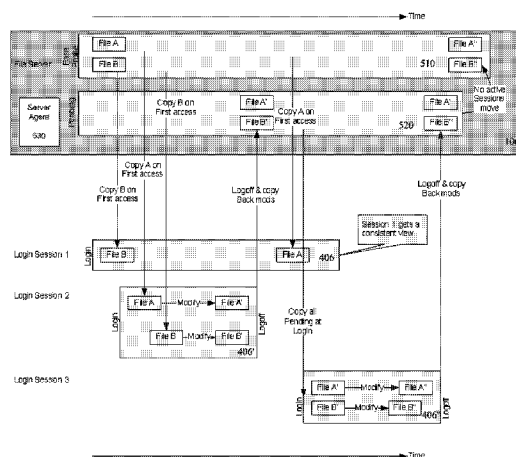 Time
File Server
Base Profile
File A
File B
510
File A"
File B"
No active
Sessions
move
Server
Agent
530
Pending
Copy B on
First access
File A'
File B'
Copy A on
First access
520
File A"
File B"
Copy A on
First access
Copy B on
First access
Logoff & copy
Back mods
Logoff & copy
Back mods
Session 1 gets a
consistent view
Login Session 1
Login
File B
File A
406
Login Session 2
Login
File A
Modify
File A'
File B
Modify
File B'
Logoff
406'
Copy all
Pending at
Login
Login Session 3
Login
File A'
Modify
File A"
File B'
Modify
File B"
Logoff
406"
Time